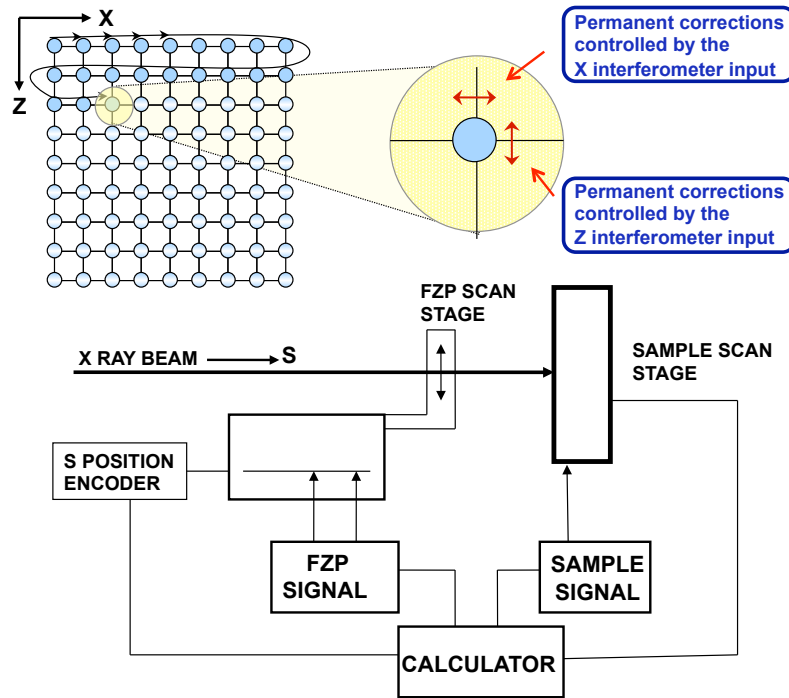 X
Z
Permanent corrections
controlled by the
X interferometer input
Permanent corrections
controlled by the
Z interferometer input
FZP SCAN
STAGE
X RAY BEAM
S
SAMPLE SCAN
STAGE
S POSITION
ENCODER
FZP
SIGNAL
SAMPLE
SIGNAL
CALCULATOR